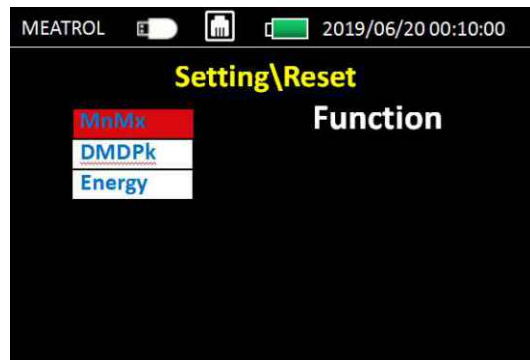 MEATROL 2019/06/20 00:10:00
Setting\Reset
MnMx Function
DMDPk
Energy